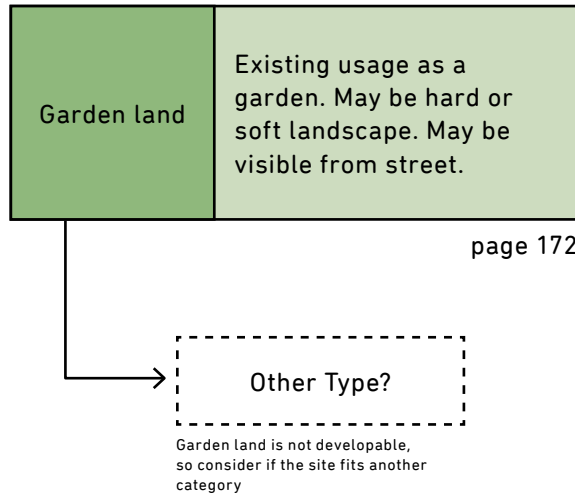 Garden land
Existing usage as a
garden. May be hard or
soft landscape. May be
visible from street.
page 172
Other Type?
Garden land is not developable,
so consider if the site fits another
category